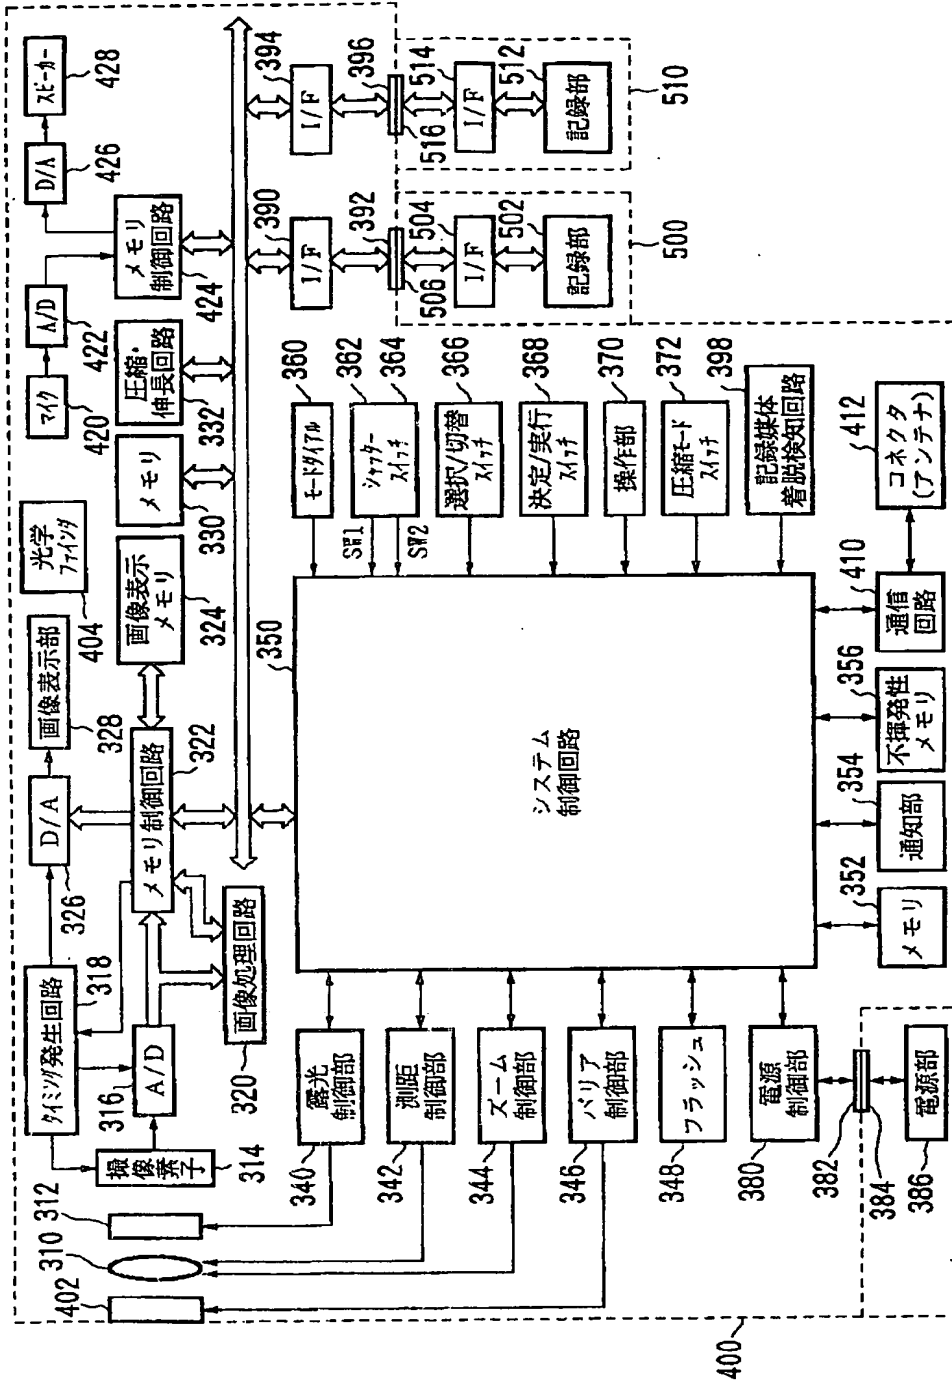 402
310
312
撮像素子
314
タイミング発生回路
318
316
A/D
D/A
326
画像表示部
328
光学
ファインダ
404
マイク
420
A/D
422
D/A
426
スピーカー
428
画像処理回路
320
メモリ制御回路
322
画像表示
メモリ
324
メモリ
330
圧縮・
伸長回路
332
メモリ
制御回路
424
露光
制御部
340
測距
制御部
342
ズーム
制御部
344
バリア
制御部
346
フラッシュ
348
電源
制御部
380
382
384
電源部
386
システム
制御回路
350
モードダイアル
360
SW1
SW2
シャッター
スイッチ
362
364
選択/切替
スイッチ
366
決定/実行
スイッチ
368
操作部
370
圧縮モード
スイッチ
372
記録媒体
着脱検知回路
398
メモリ
352
通知部
354
不揮発性
メモリ
356
通信
回路
410
コネクタ
(アンテナ)
412
I/F
390
392
506
I/F
504
502
記録部
500
I/F
394
396
516
I/F
514
512
記録部
510
400